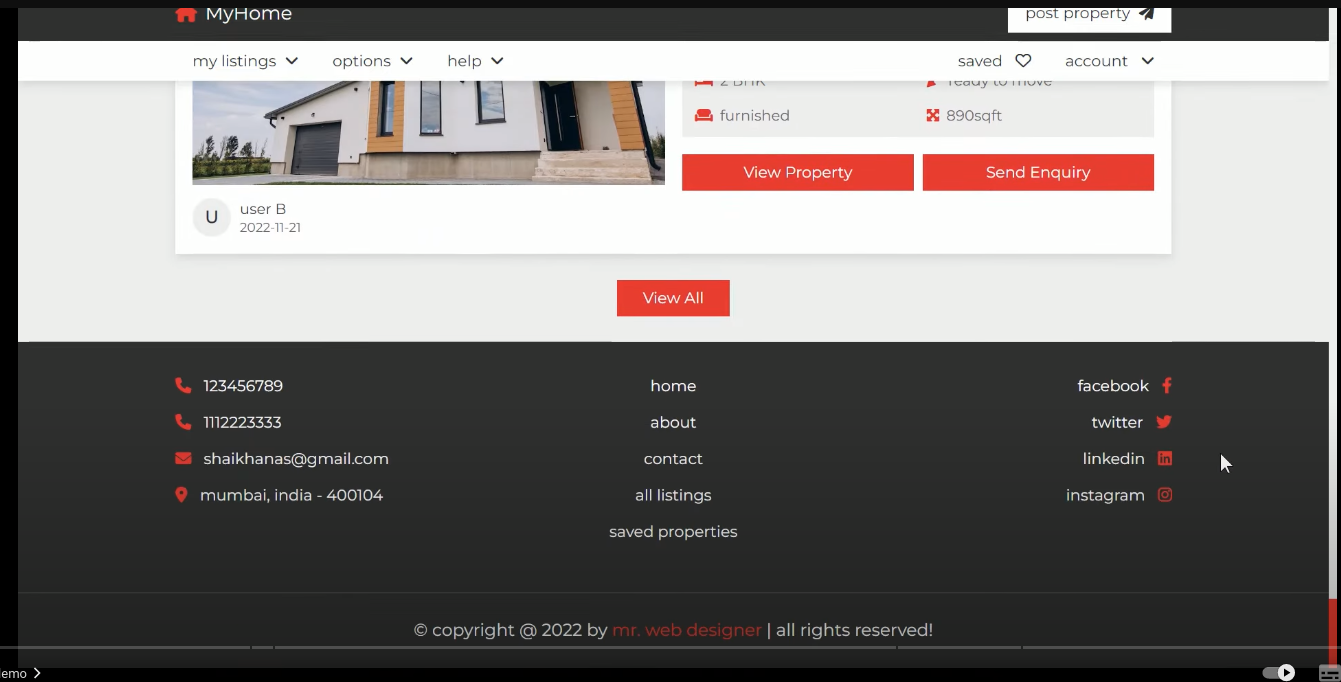 MyHome
post property
my listings
options
help
saved
account
2 BHK
ready to move
furnished
890sqft
View Property
Send Enquiry
U
user B
2022-11-21
View All
123456789
1112223333
shaikhanas@gmail.com
mumbai, india - 400104
home
about
contact
all listings
saved properties
facebook
twitter
linkedin
instagram
© copyright @ 2022 by mr. web designer | all rights reserved!
emo